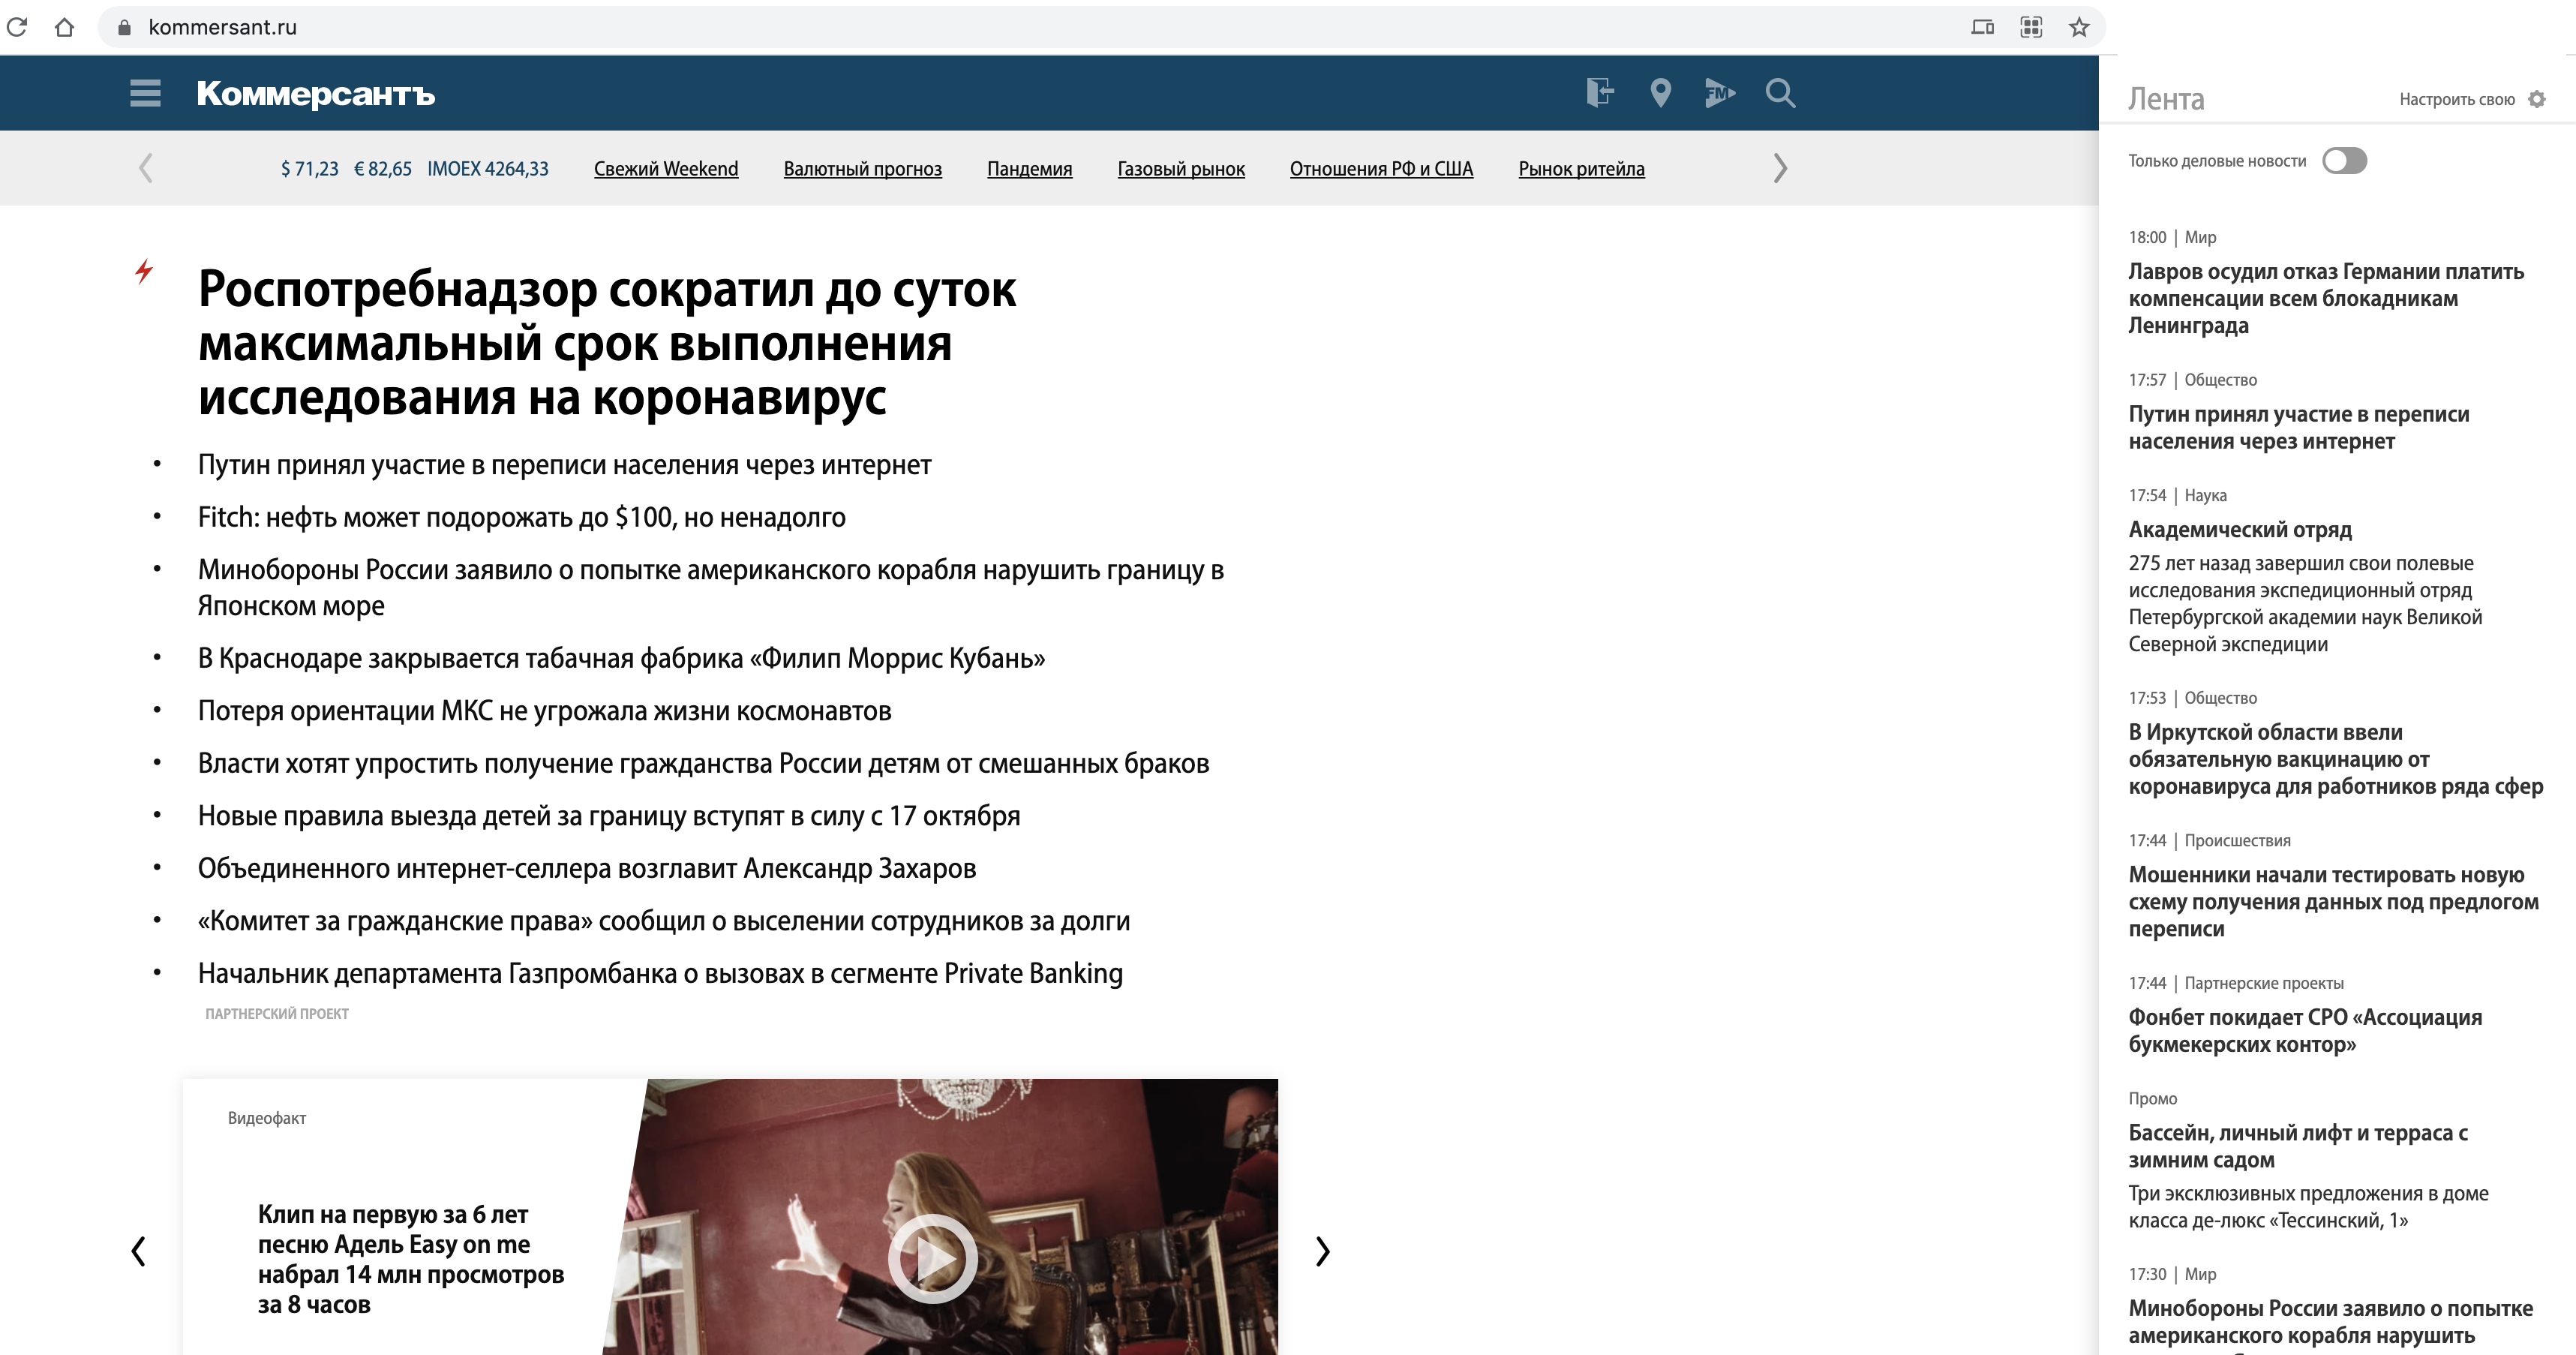 kommersant.ru
Коммерсантъ
FM
$ 71,23 € 82,65 IMOEX 4264,33 Свежий Weekend Валютный прогноз Пандемия Газовый рынок Отношения РФ и США Рынок ритейла
Роспотребнадзор сократил до суток
максимальный срок выполнения
исследования на коронавирус
• Путин принял участие в переписи населения через интернет
• Fitch: нефть может подорожать до $100, но ненадолго
• Минобороны России заявило о попытке американского корабля нарушить границу в
Японском море
• В Краснодаре закрывается табачная фабрика «Филип Моррис Кубань»
• Потеря ориентации МКС не угрожала жизни космонавтов
• Власти хотят упростить получение гражданства России детям от смешанных браков
• Новые правила выезда детей за границу вступят в силу с 17 октября
• Объединенного интернет-селлера возглавит Александр Захаров
• «Комитет за гражданские права» сообщил о выселении сотрудников за долги
• Начальник департамента Газпромбанка о вызовах в сегменте Private Banking
ПАРТНЕРСКИЙ ПРОЕКТ
Видеофакт
Клип на первую за 6 лет
песню Адель Easy on me
набрал 14 млн просмотров
за 8 часов
Лента Настроить свою
Только деловые новости
18:00 | Мир
Лавров осудил отказ Германии платить
компенсации всем блокадникам
Ленинграда
17:57 | Общество
Путин принял участие в переписи
населения через интернет
17:54 | Наука
Академический отряд
275 лет назад завершил свои полевые
исследования экспедиционный отряд
Петербургской академии наук Великой
Северной экспедиции
17:53 | Общество
В Иркутской области ввели
обязательную вакцинацию от
коронавируса для работников ряда сфер
17:44 | Происшествия
Мошенники начали тестировать новую
схему получения данных под предлогом
переписи
17:44 | Партнерские проекты
Фонбет покидает СРО «Ассоциация
букмекерских контор»
Промо
Бассейн, личный лифт и терраса с
зимним садом
Три эксклюзивных предложения в доме
класса де-люкс «Тессинский, 1»
17:30 | Мир
Минобороны России заявило о попытке
американского корабля нарушить